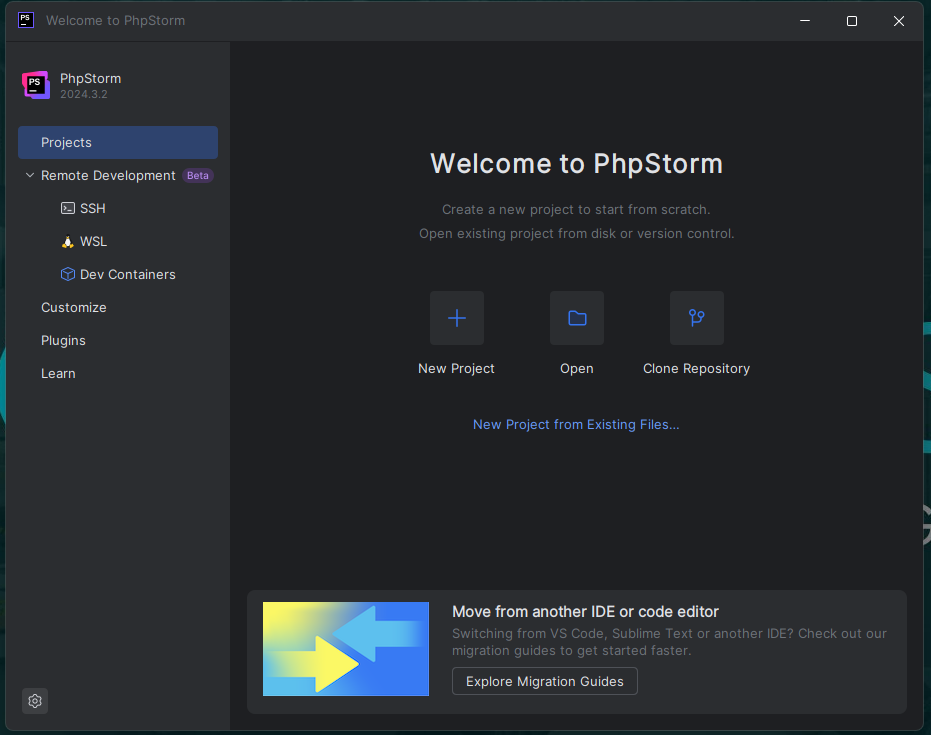 PS
Welcome to PhpStorm
PS
PhpStorm
2024.3.2
Projects
Remote Development Beta
SSH
WSL
Dev Containers
Customize
Plugins
Learn
Welcome to PhpStorm
Create a new project to start from scratch.
Open existing project from disk or version control.
New Project
Open
Clone Repository
New Project from Existing Files...
Move from another IDE or code editor
Switching from VS Code, Sublime Text or another IDE? Check out our
migration guides to get started faster.
Explore Migration Guides